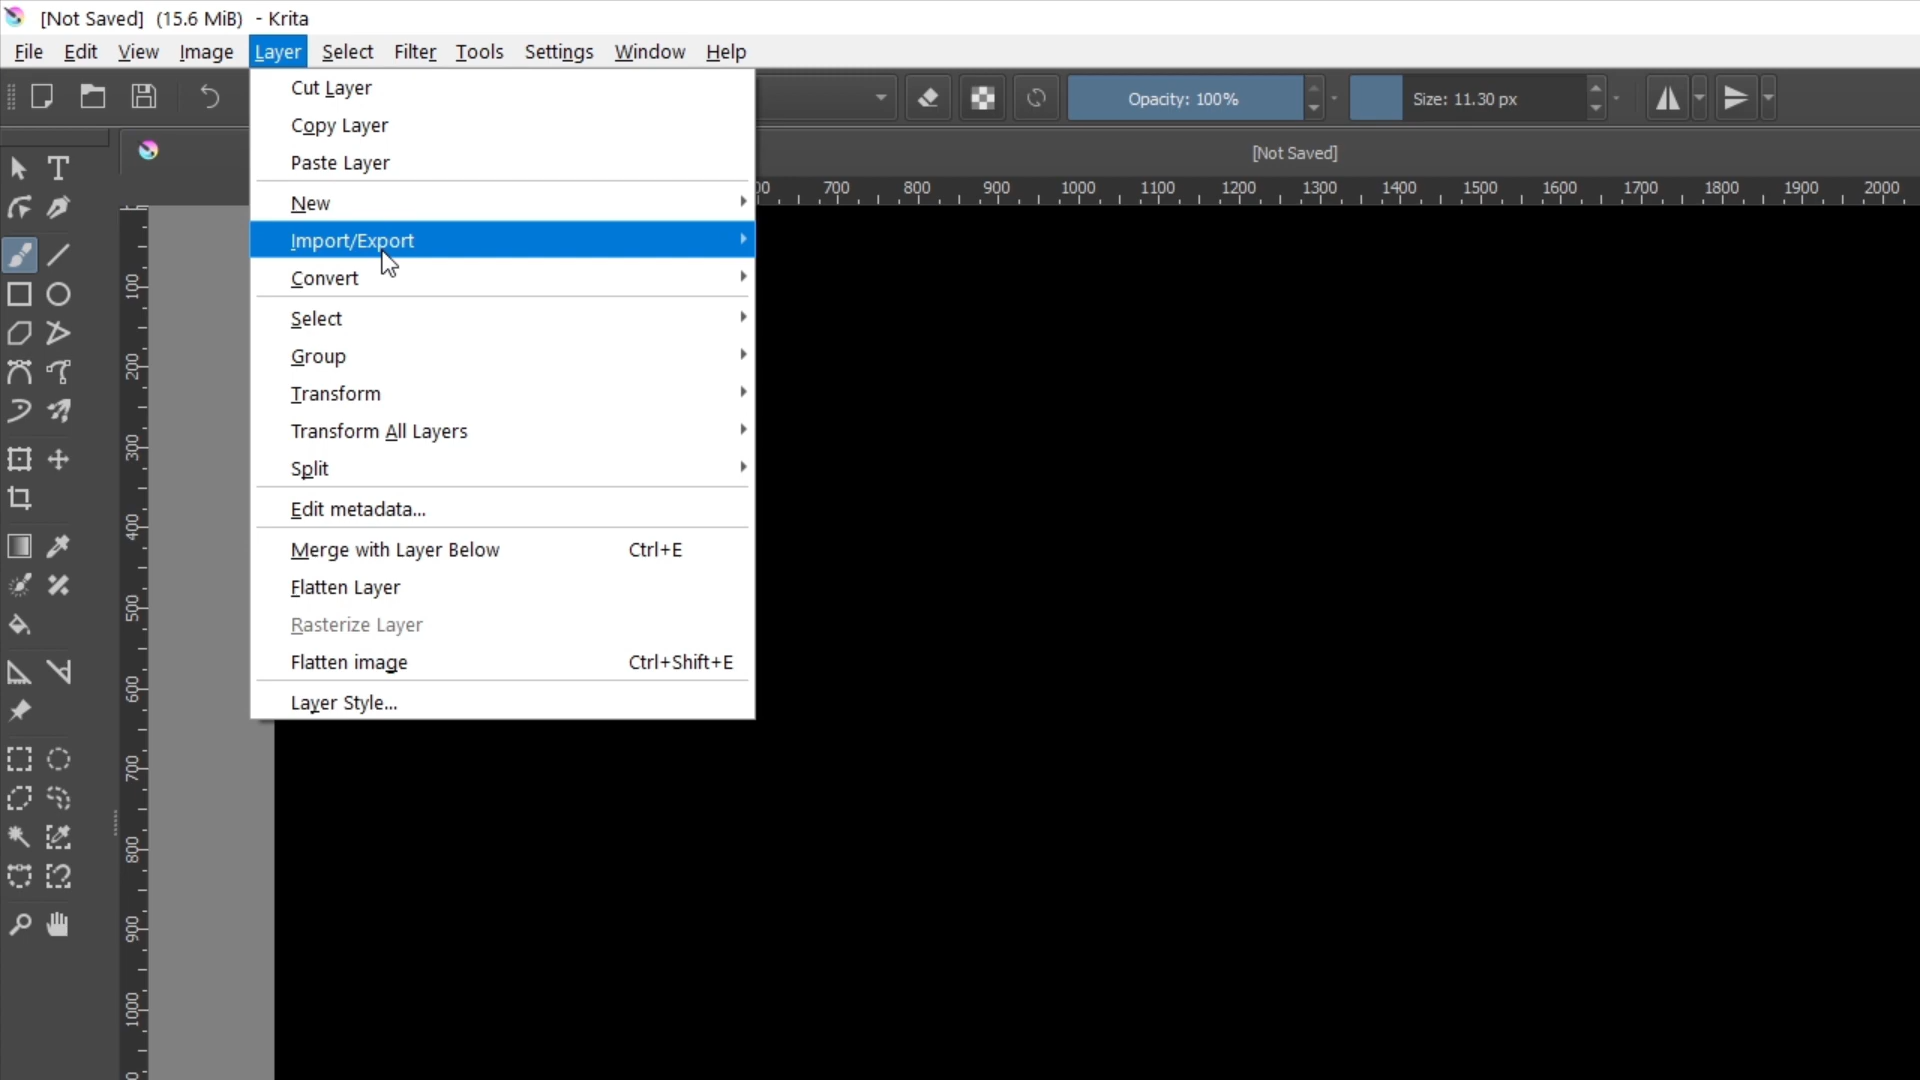 [Not Saved] (15.6 MiB) - Krita
File Edit View Image Layer Select Filter Tools Settings Window Help
Cut Layer
Copy Layer
Paste Layer
New
Import/Export
Convert
Select
Group
Transform
Transform All Layers
Split
Edit metadata...
Merge with Layer Below Ctrl+E
Flatten Layer
Rasterize Layer
Flatten image Ctrl+Shift+E
Layer Style...
Opacity: 100%
Size: 11.30 px
[Not Saved]
700 800 900 1000 1100 1200 1300 1400 1500 1600 1700 1800 1900 2000
100
200
300
400
500
600
700
800
900
1000